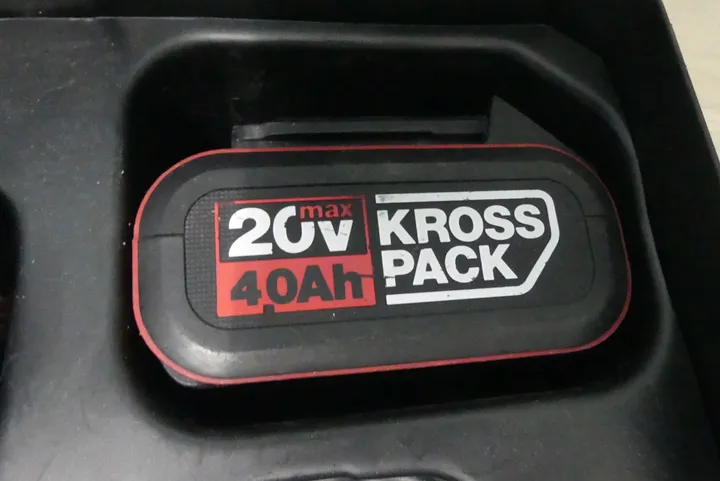 20v max
4,0Ah
KROSS
PACK